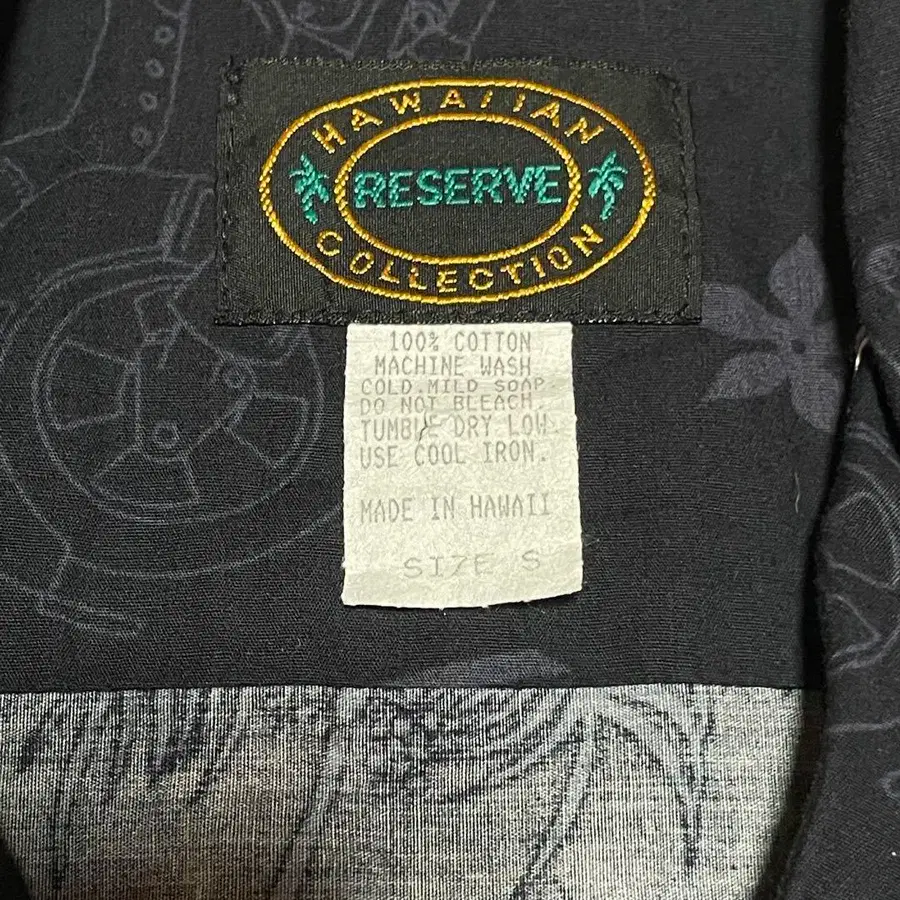 HAWAIIAN
RESERVE
COLLECTION
100% COTTON
MACHINE WASH
COLD.MILD SOAP
DO NOT BLEACH
TUMBLE DRY LOW.
USE COOL IRON.
MADE IN HAWAII
SIZE S